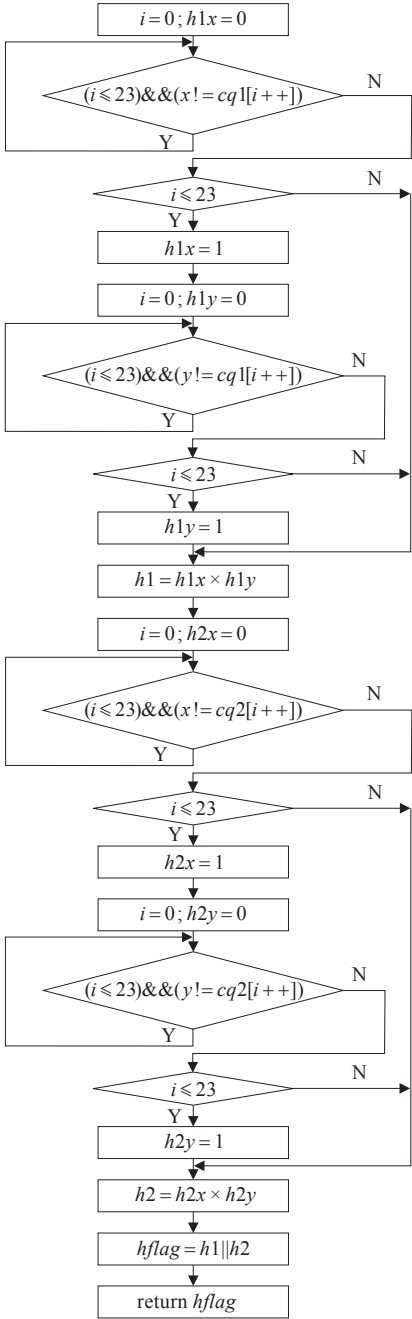 i=0; h1x=0
(i≤23)&&(x!=cq1[i++])
N
Y
i≤23
N
Y
h1x=1
i=0; h1y=0
(i≤23)&&(y!=cq1[i++])
N
Y
i≤23
N
Y
h1y=1
h1=h1x×h1y
i=0; h2x=0
(i≤23)&&(x!=cq2[i++])
N
Y
i≤23
N
Y
h2x=1
i=0; h2y=0
(i≤23)&&(y!=cq2[i++])
N
Y
i≤23
N
Y
h2y=1
h2=h2x×h2y
hflag=h1||h2
return hflag